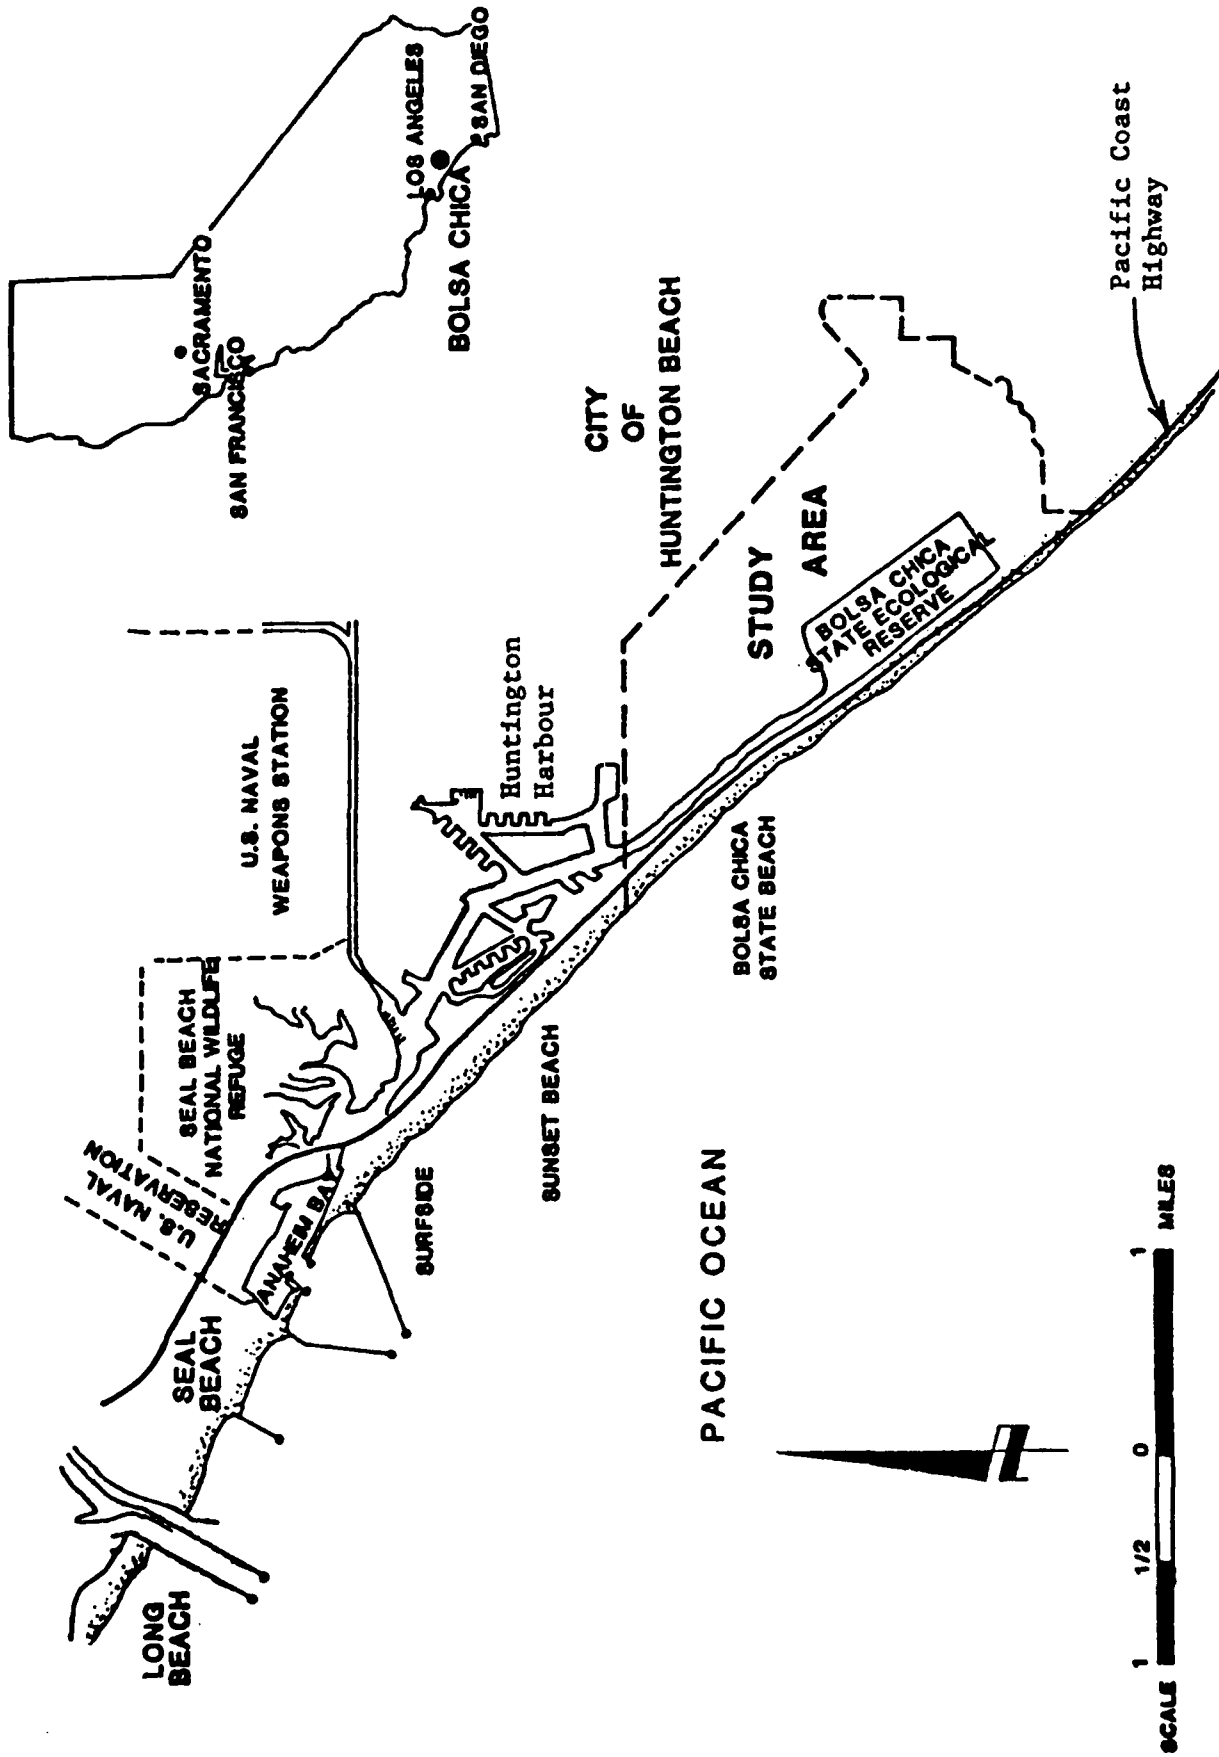 SACRAMENTO
SAN FRANCISCO
LOS ANGELES
SAN DIEGO
BOLSA CHICA
LONG
BEACH
SEAL
BEACH
U.S. NAVAL
RESERVATION
SEAL BEACH
NATIONAL WILDLIFE
REFUGE
U.S. NAVAL
WEAPONS STATION
ANAHEIM BAY
SURFSIDE
SUNSET BEACH
Huntington
Harbour
CITY
OF
HUNTINGTON BEACH
STUDY
AREA
BOLSA CHICA
STATE ECOLOGICAL
RESERVE
BOLSA CHICA
STATE BEACH
Pacific Coast
Highway
PACIFIC OCEAN
SCALE 1 1/2 0 1 MILES